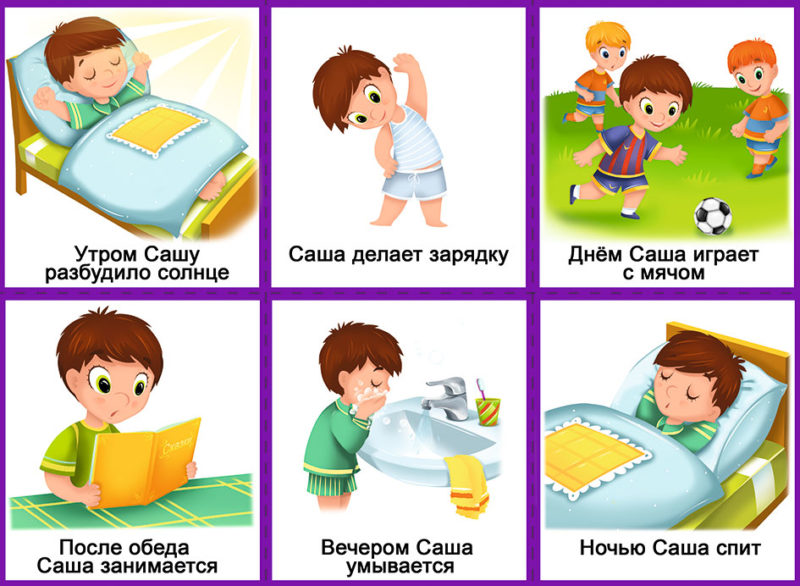 Утром Сашу
разбудило солнце
Саша делает зарядку
Днём Саша играет
с мячом
Сказки
После обеда
Саша занимается
Вечером Саша
умывается
Ночью Саша спит